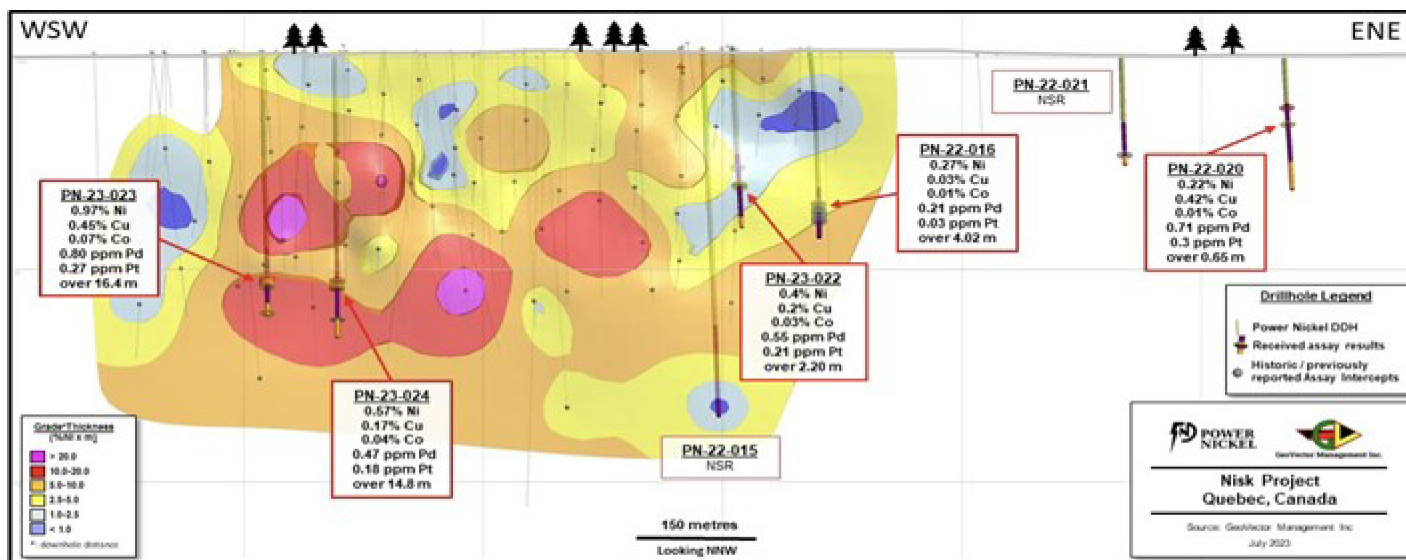 WSW
ENE
PN-22-021
NSR
PN-22-016
0.27% Ni
0.03% Cu
0.01% Co
0.21 ppm Pd
0.03 ppm Pt
over 4.02 m
PN-22-020
0.22% Ni
0.42% Cu
0.01% Co
0.71 ppm Pd
0.3 ppm Pt
over 0.65 m
PN-23-023
0.97% Ni
0.45% Cu
0.07% Co
0.80 ppm Pd
0.27 ppm Pt
over 16.4 m
PN-23-022
0.4% Ni
0.2% Cu
0.03% Co
0.55 ppm Pd
0.21 ppm Pt
over 2.20 m
PN-23-024
0.57% Ni
0.17% Cu
0.04% Co
0.47 ppm Pd
0.18 ppm Pt
over 14.8 m
PN-22-015
NSR
Drillhole Legend
Power Nickel DDH
Received assay results
Historic / previously
reported Assay Intercepts
Grade*Thickness
(%Ni x m)
> 20.0
10.0-20.0
5.0-10.0
2.5-5.0
1.0-2.5
< 1.0
*: downhole distance
150 metres
Looking NNW
POWER
NICKEL
GeoVector Management Inc.
Nisk Project
Quebec, Canada
Source: GeoVector Management Inc
July 2023